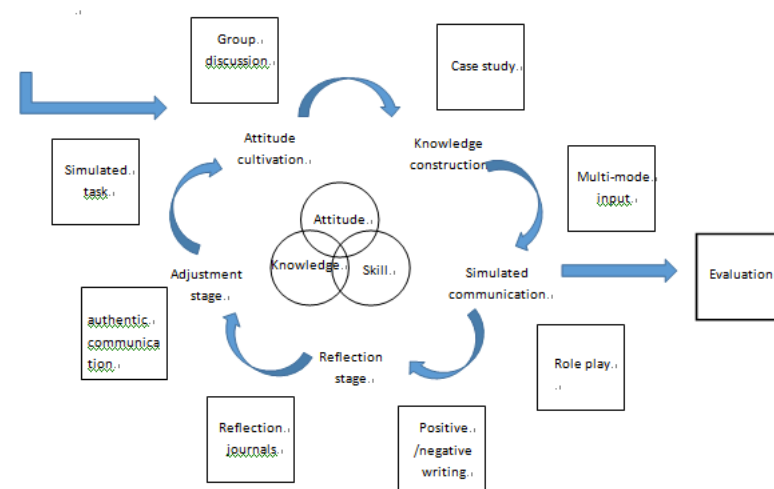 Group
discussion
Case study
Attitude
cultivation
Knowledge
construction
Simulated
task
Multi-mode
input
Attitude
Knowledge
Skill
Adjustment
stage
Simulated
communication
Evaluation
authentic
communica
tion
Reflection
stage
Role play
Reflection
journals
Positive
/negative
writing